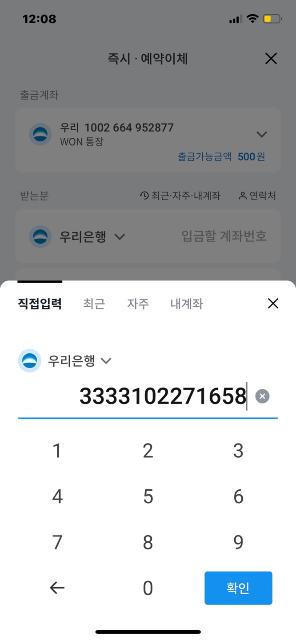 12:08
즉시 · 예약이체
출금계좌
우리 1002 664 952877
WON 통장
출금가능금액 500원
받는분 최근·자주·내계좌 연락처
우리은행 입금할 계좌번호
직접입력 최근 자주 내계좌
우리은행
3333102271658
1 2 3
4 5 6
7 8 9
0 확인